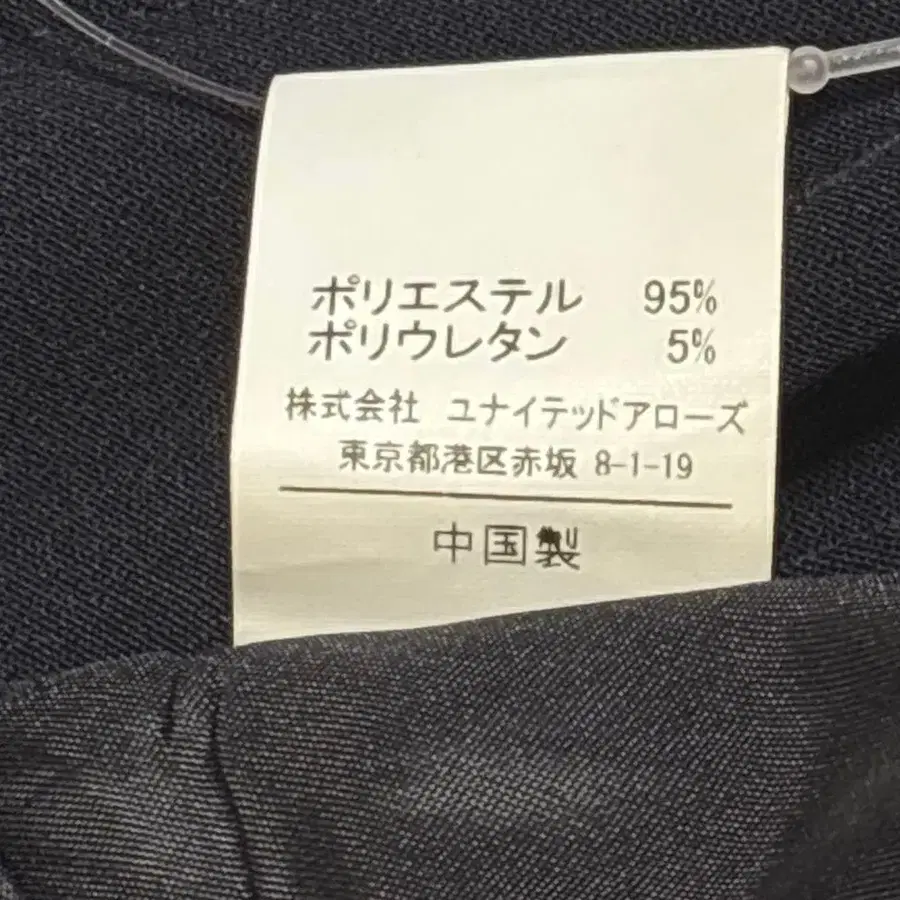 ポリエステル 95%
ポリウレタン 5%
株式会社 ユナイテッドアローズ
東京都港区赤坂 8-1-19
中国製